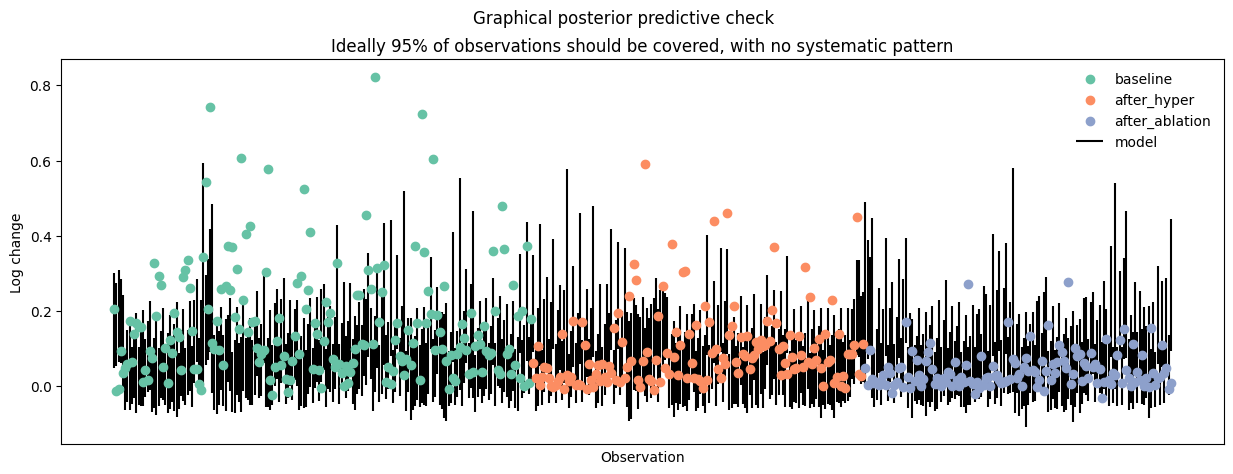 Graphical posterior predictive check
Ideally 95% of observations should be covered, with no systematic pattern
Log change
0.8
0.6
0.4
0.2
0.0
baseline
after_hyper
after_ablation
model
Observation